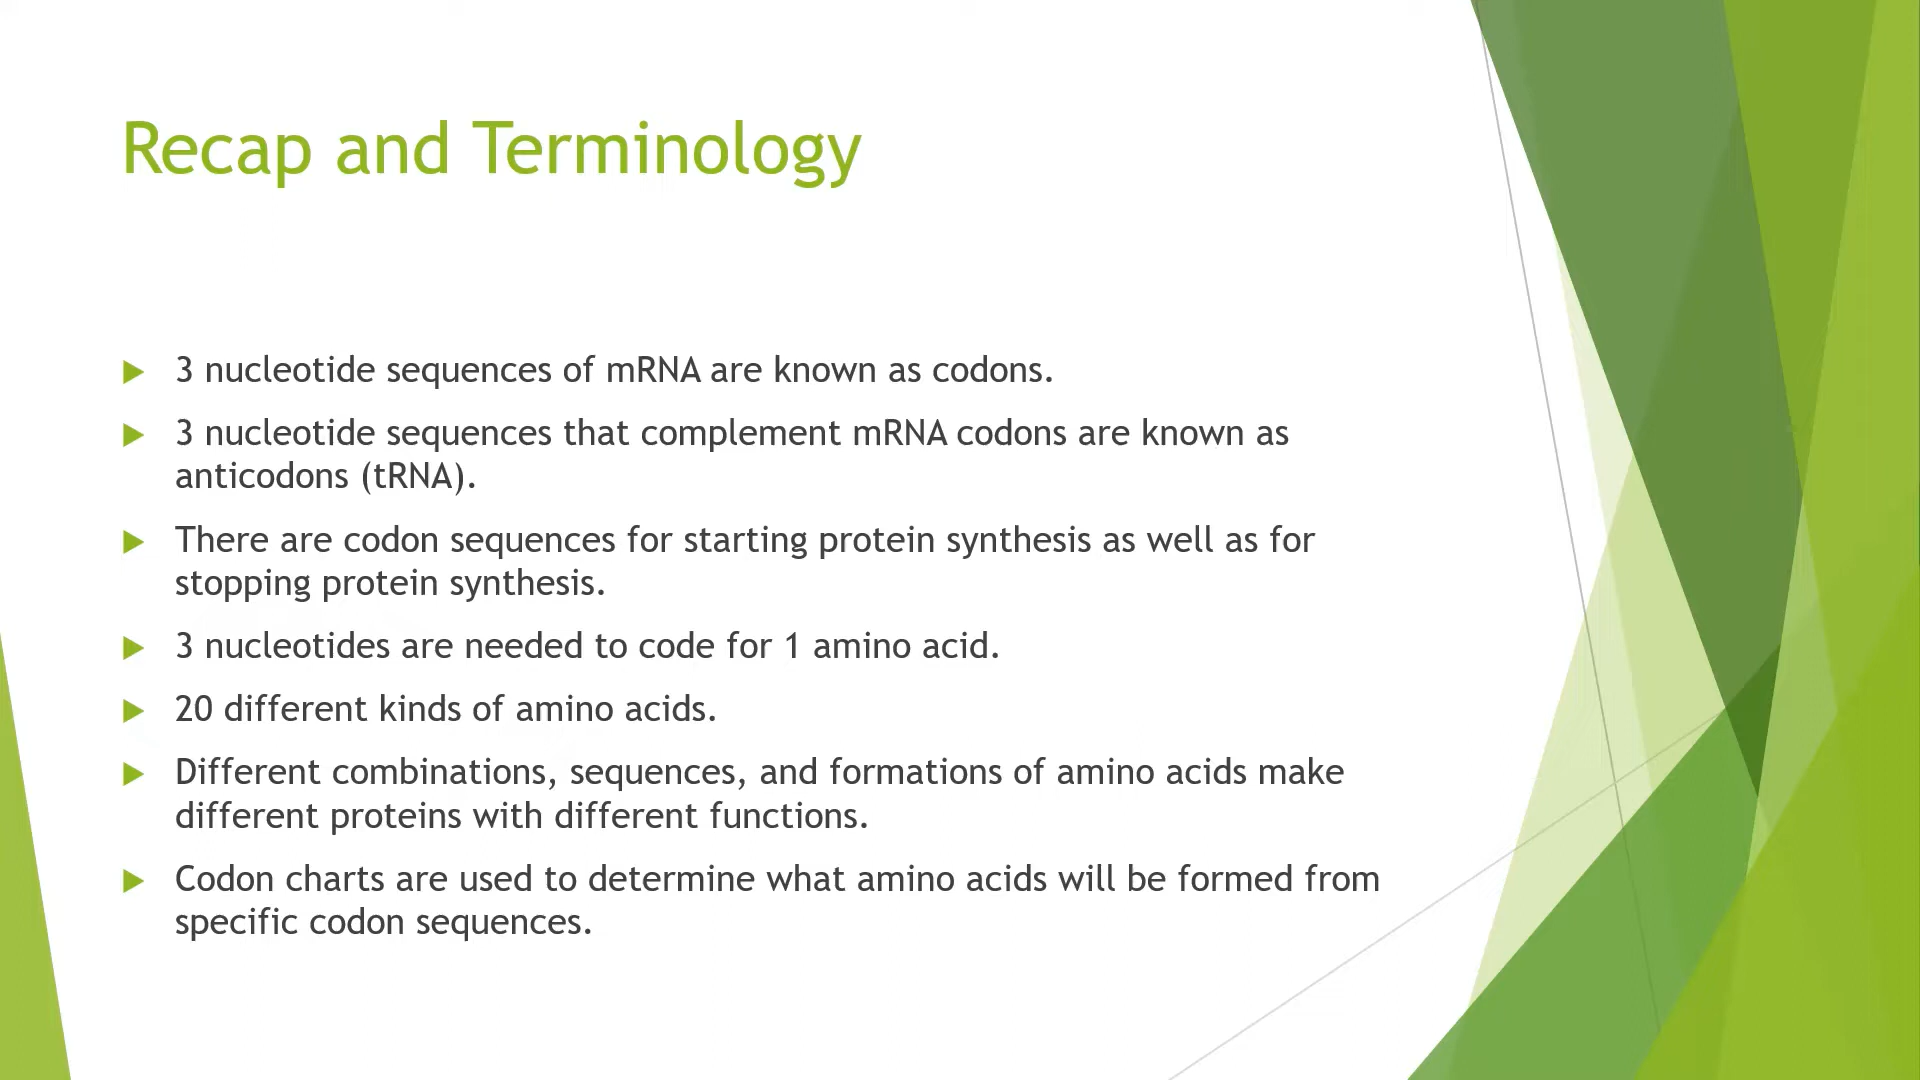 Recap and Terminology
3 nucleotide sequences of mRNA are known as codons.
3 nucleotide sequences that complement mRNA codons are known as
anticodons (tRNA).
There are codon sequences for starting protein synthesis as well as for
stopping protein synthesis.
3 nucleotides are needed to code for 1 amino acid.
20 different kinds of amino acids.
Different combinations, sequences, and formations of amino acids make
different proteins with different functions.
Codon charts are used to determine what amino acids will be formed from
specific codon sequences.